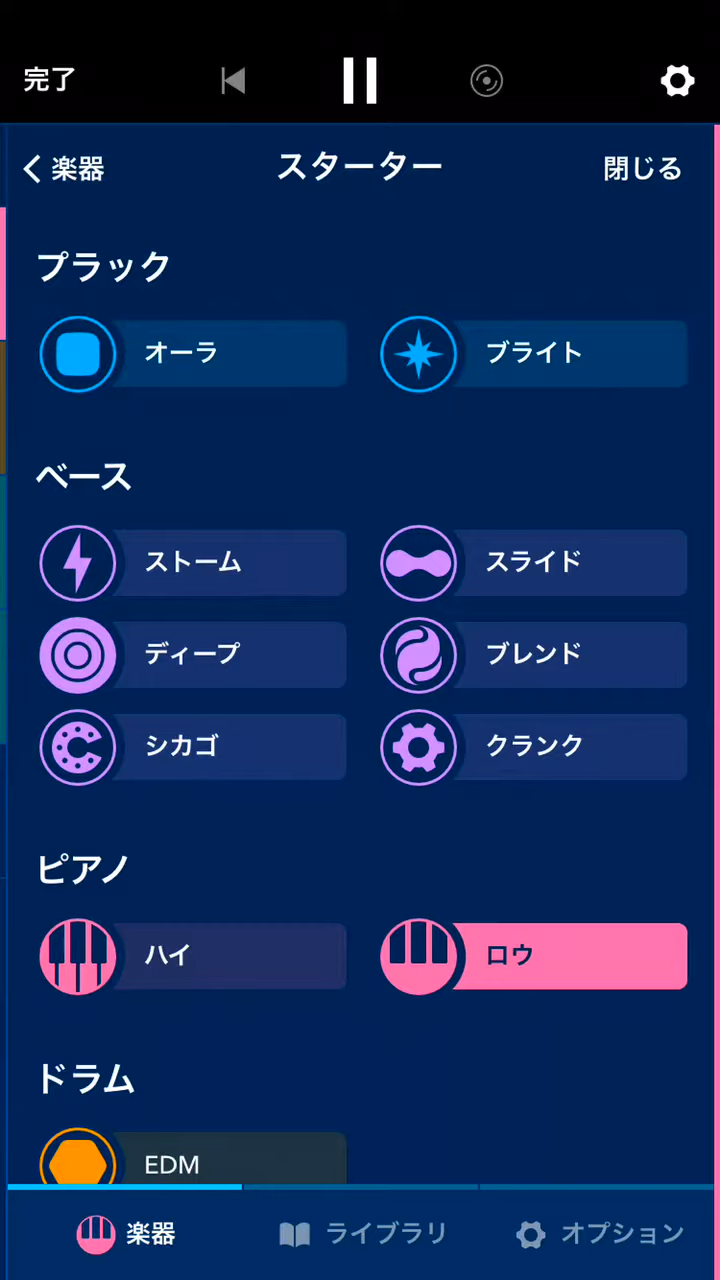 完了
楽器
スターター
閉じる
プラック
オーラ
ブライト
ベース
ストーム
スライド
ディープ
ブレンド
シカゴ
クランク
ピアノ
ハイ
ロウ
ドラム
EDM
楽器
ライブラリ
オプション